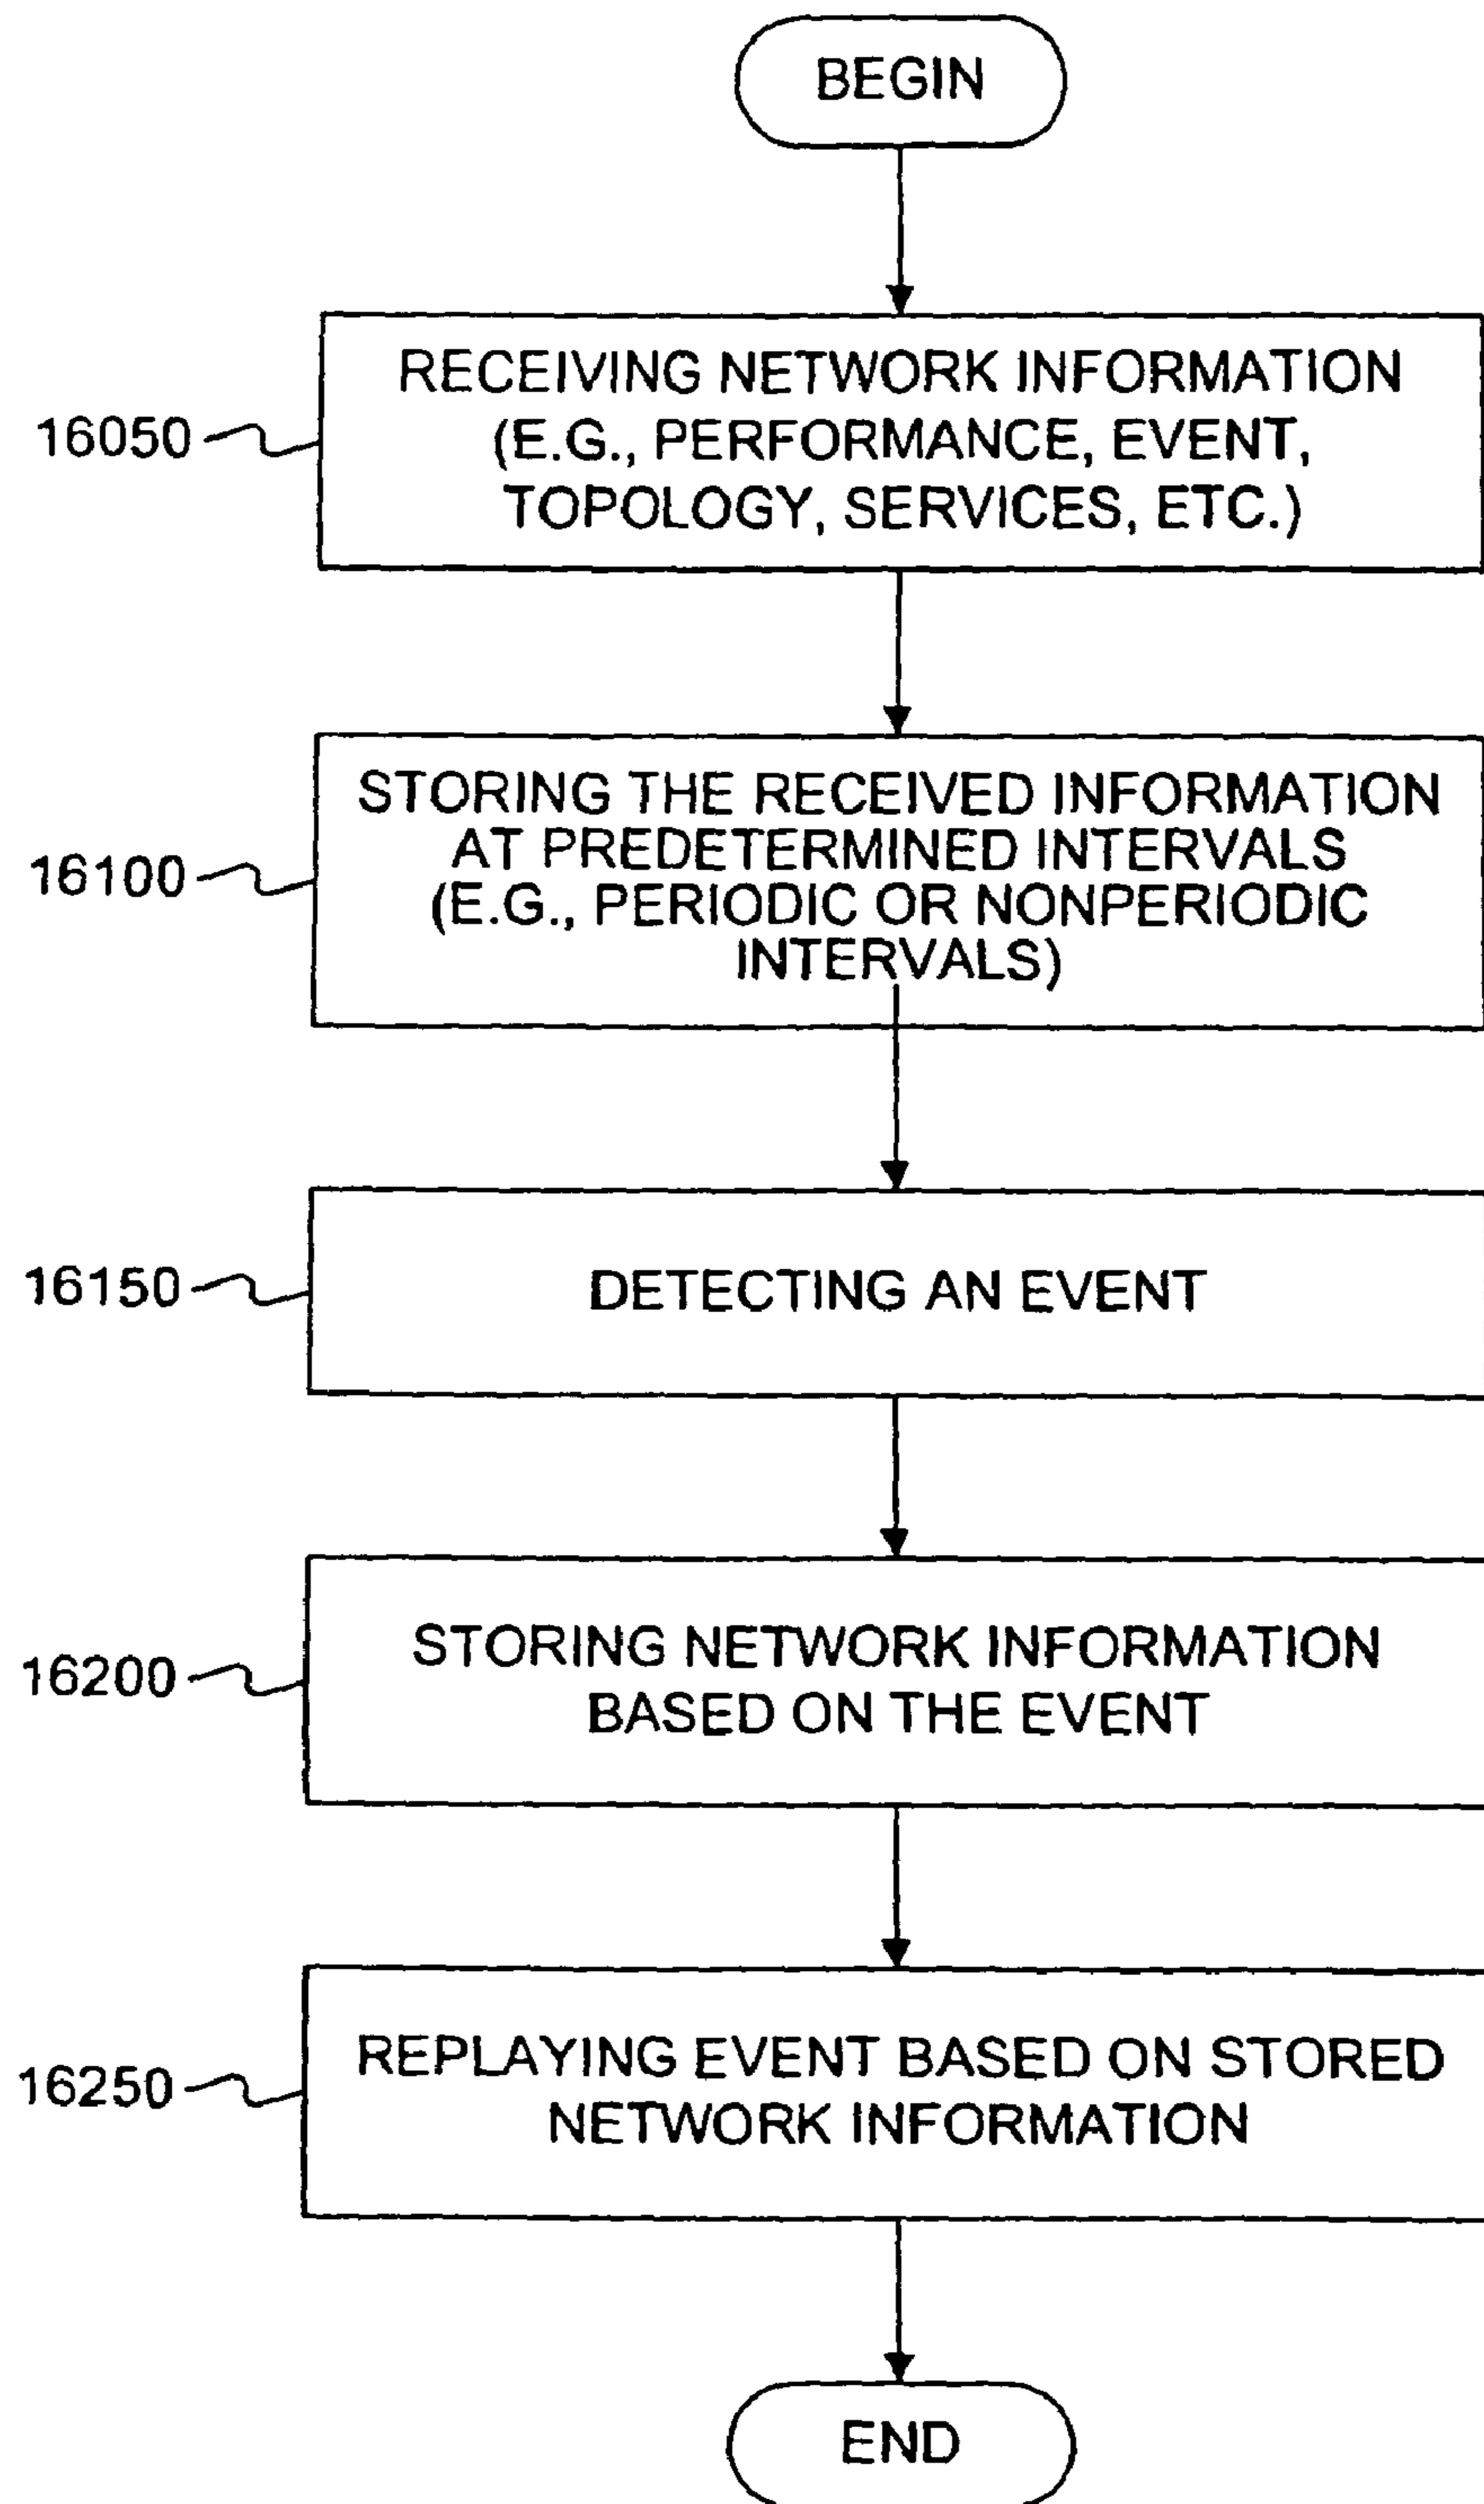 BEGIN
RECEIVING NETWORK INFORMATION
(E.G., PERFORMANCE, EVENT,
TOPOLOGY, SERVICES, ETC.)
16050
STORING THE RECEIVED INFORMATION
AT PREDETERMINED INTERVALS
(E.G., PERIODIC OR NONPERIODIC
INTERVALS)
16100
DETECTING AN EVENT
16150
STORING NETWORK INFORMATION
BASED ON THE EVENT
16200
REPLAYING EVENT BASED ON STORED
NETWORK INFORMATION
16250
END